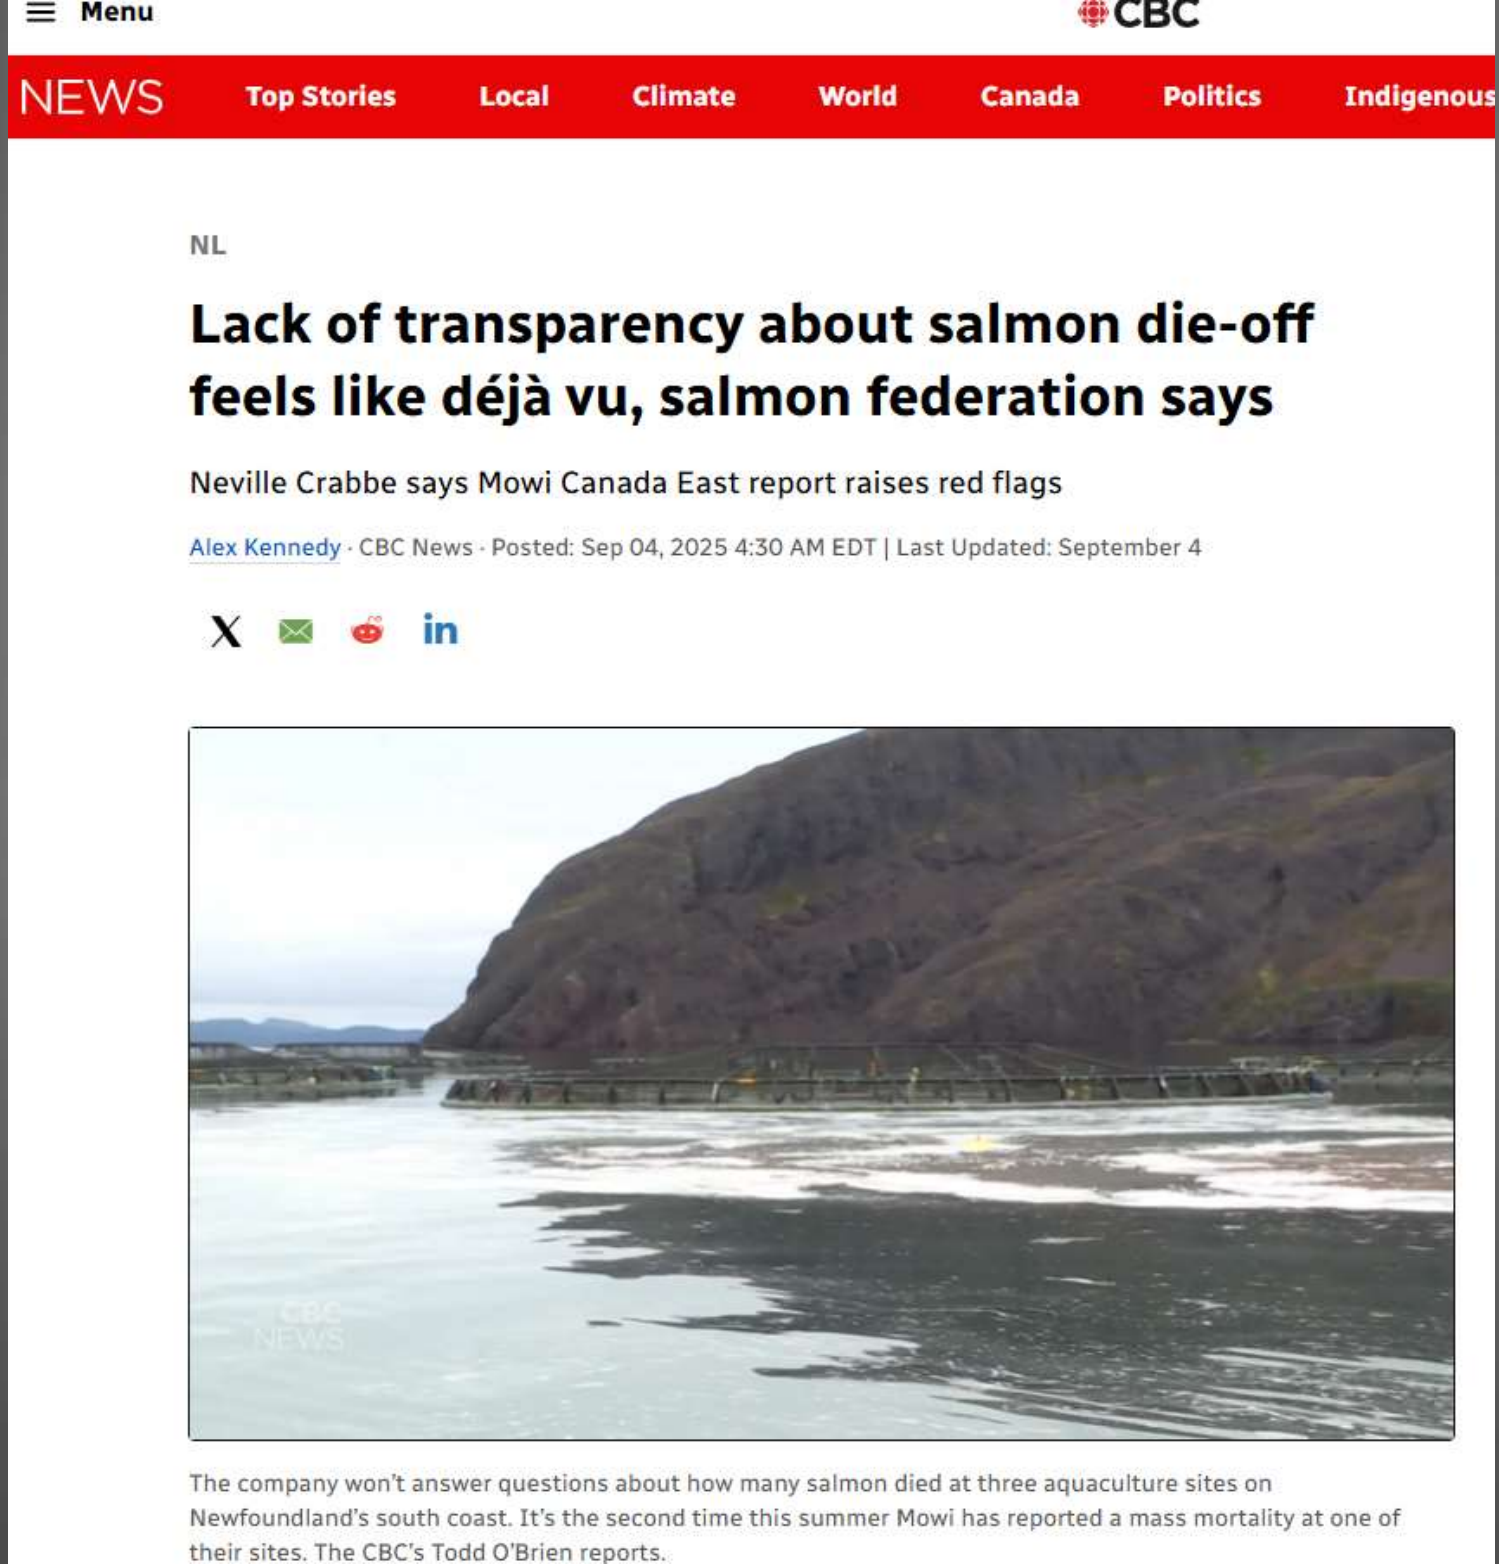 Menu
CBC
NEWS Top Stories Local Climate World Canada Politics Indigenous
NL
Lack of transparency about salmon die-off
feels like déjà vu, salmon federation says
Neville Crabbe says Mowi Canada East report raises red flags
Alex Kennedy · CBC News · Posted: Sep 04, 2025 4:30 AM EDT | Last Updated: September 4
X in
CBC
NEWS
The company won't answer questions about how many salmon died at three aquaculture sites on
Newfoundland's south coast. It's the second time this summer Mowi has reported a mass mortality at one of
their sites. The CBC's Todd O'Brien reports.